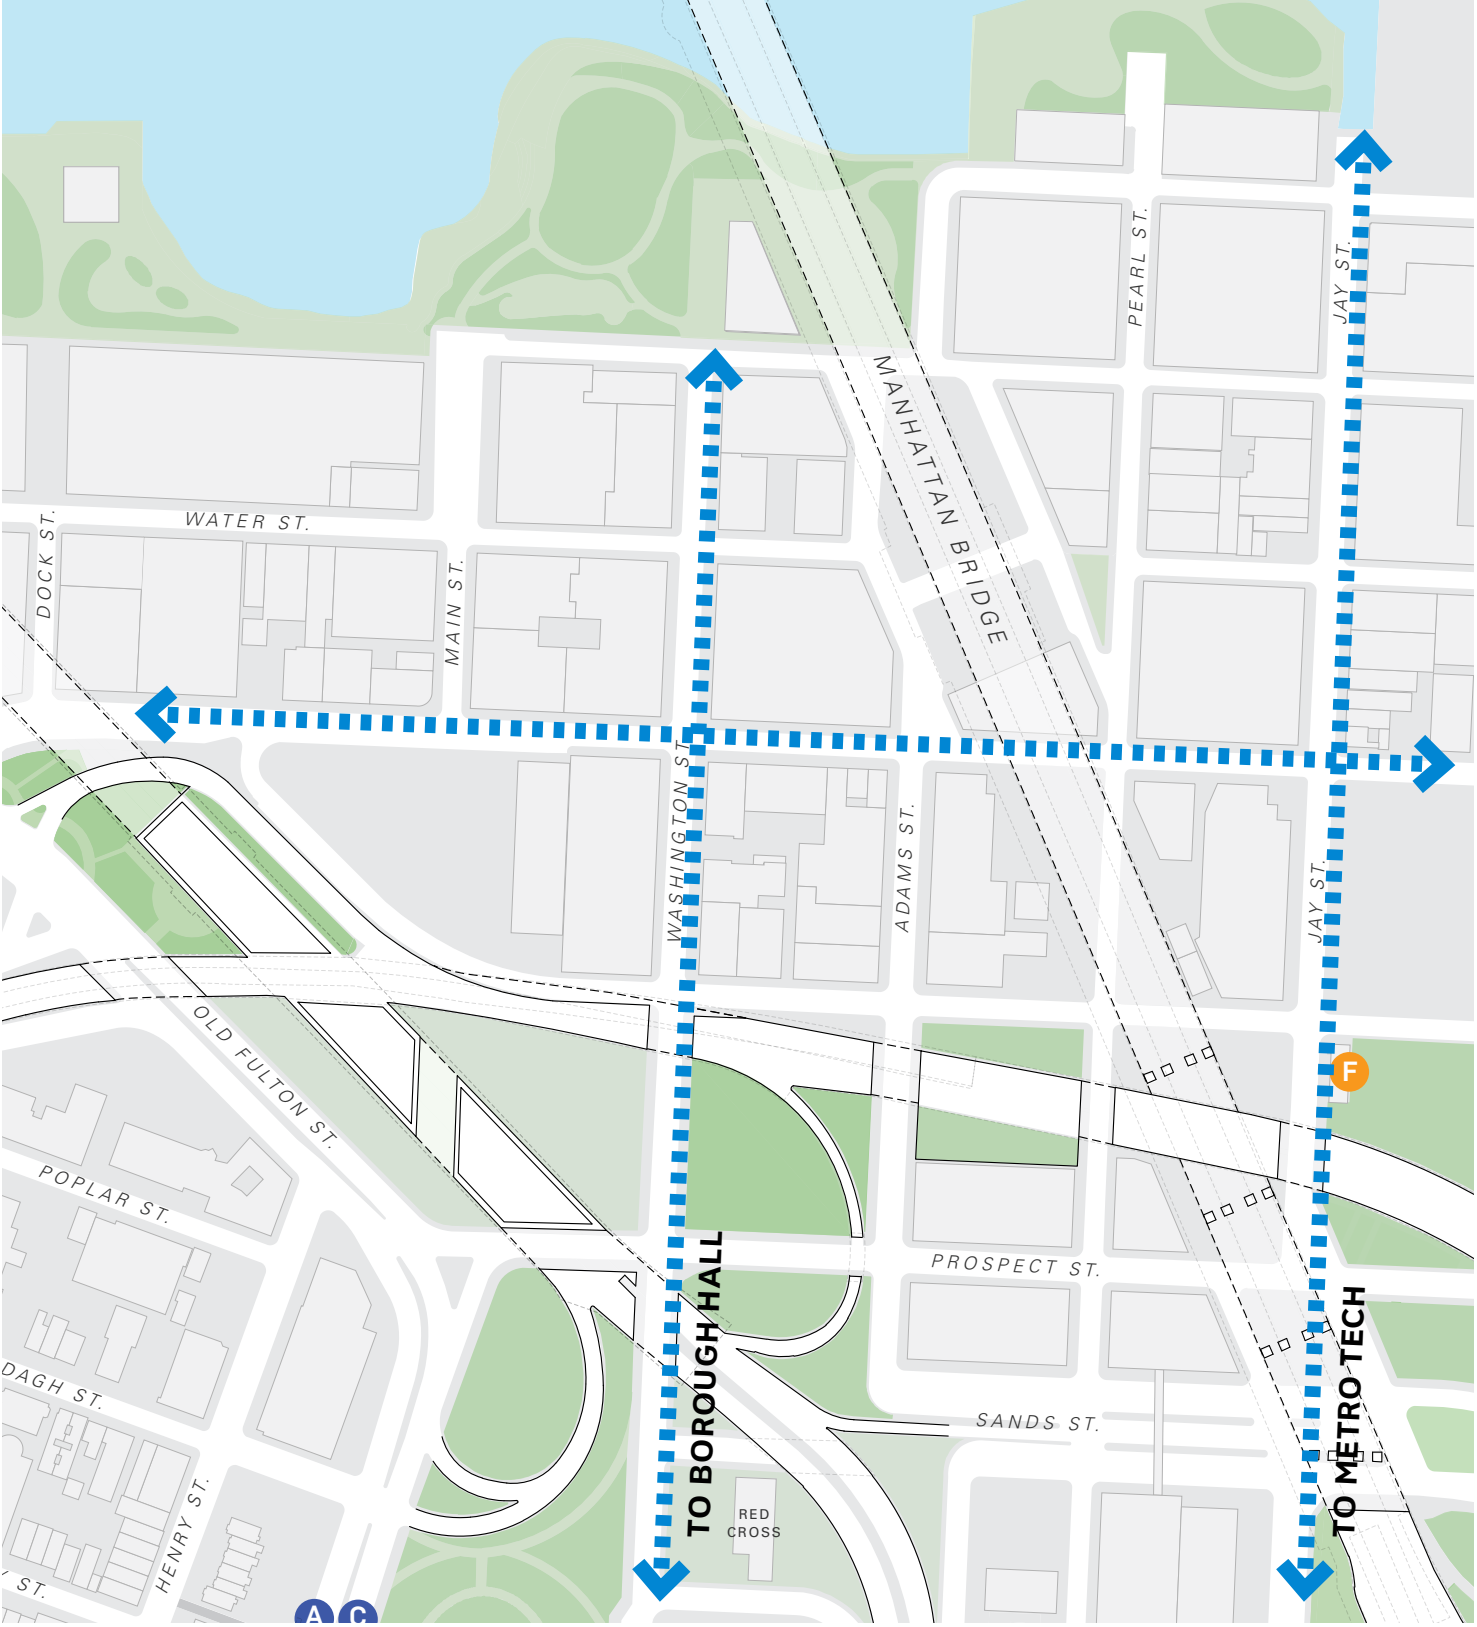 PEARL ST.
JAY ST.
MANHATTAN BRIDGE
WATER ST.
DOCK ST.
MAIN ST.
WASHINGTON ST.
ADAMS ST.
JAY ST.
OLD FULTON ST.
F
POPLAR ST.
PROSPECT ST.
TO BOROUGH HALL
TO METRO TECH
DAGH ST.
SANDS ST.
HENRY ST.
RED
CROSS
ST.
A C